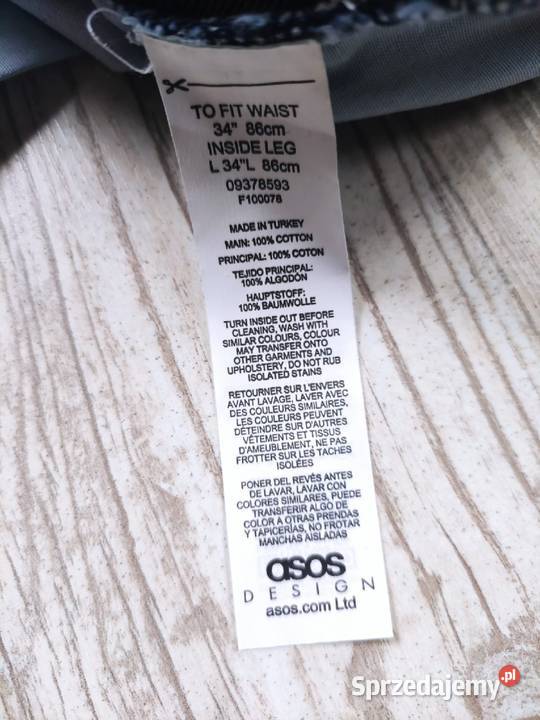 TO FIT WAIST
34" 86cm
INSIDE LEG
L 34"L 86cm
09378593
F100078
MADE IN TURKEY
MAIN: 100% COTTON
PRINCIPAL: 100% COTON
TEJIDO PRINCIPAL:
100% ALGODÓN
HAUPTSTOFF:
100% BAUMWOLLE
TURN INSIDE OUT BEFORE
CLEANING, WASH WITH
SIMILAR COLOURS, COLOUR
MAY TRANSFER ONTO
OTHER GARMENTS AND
UPHOLSTERY, DO NOT RUB
ISOLATED STAINS
RETOURNER SUR L'ENVERS
AVANT LAVAGE, LAVER AVEC
DES COULEURS SIMILAIRES,
LES COULEURS PEUVENT
DÉTEINDRE SUR D'AUTRES
VÊTEMENTS ET TISSUS
D'AMEUBLEMENT, NE PAS
FROTTER SUR LES TACHES
ISOLÉES
PONER DEL REVÉS ANTES
DE LAVAR, LAVAR CON
COLORES SIMILARES, PUEDE
TRANSFERIR ALGO DE
COLOR A OTRAS PRENDAS
Y TAPICERÍAS, NO FROTAR
MANCHAS AISLADAS
asos
DESIGN
asos.com Ltd
Sprzedajemy.pl